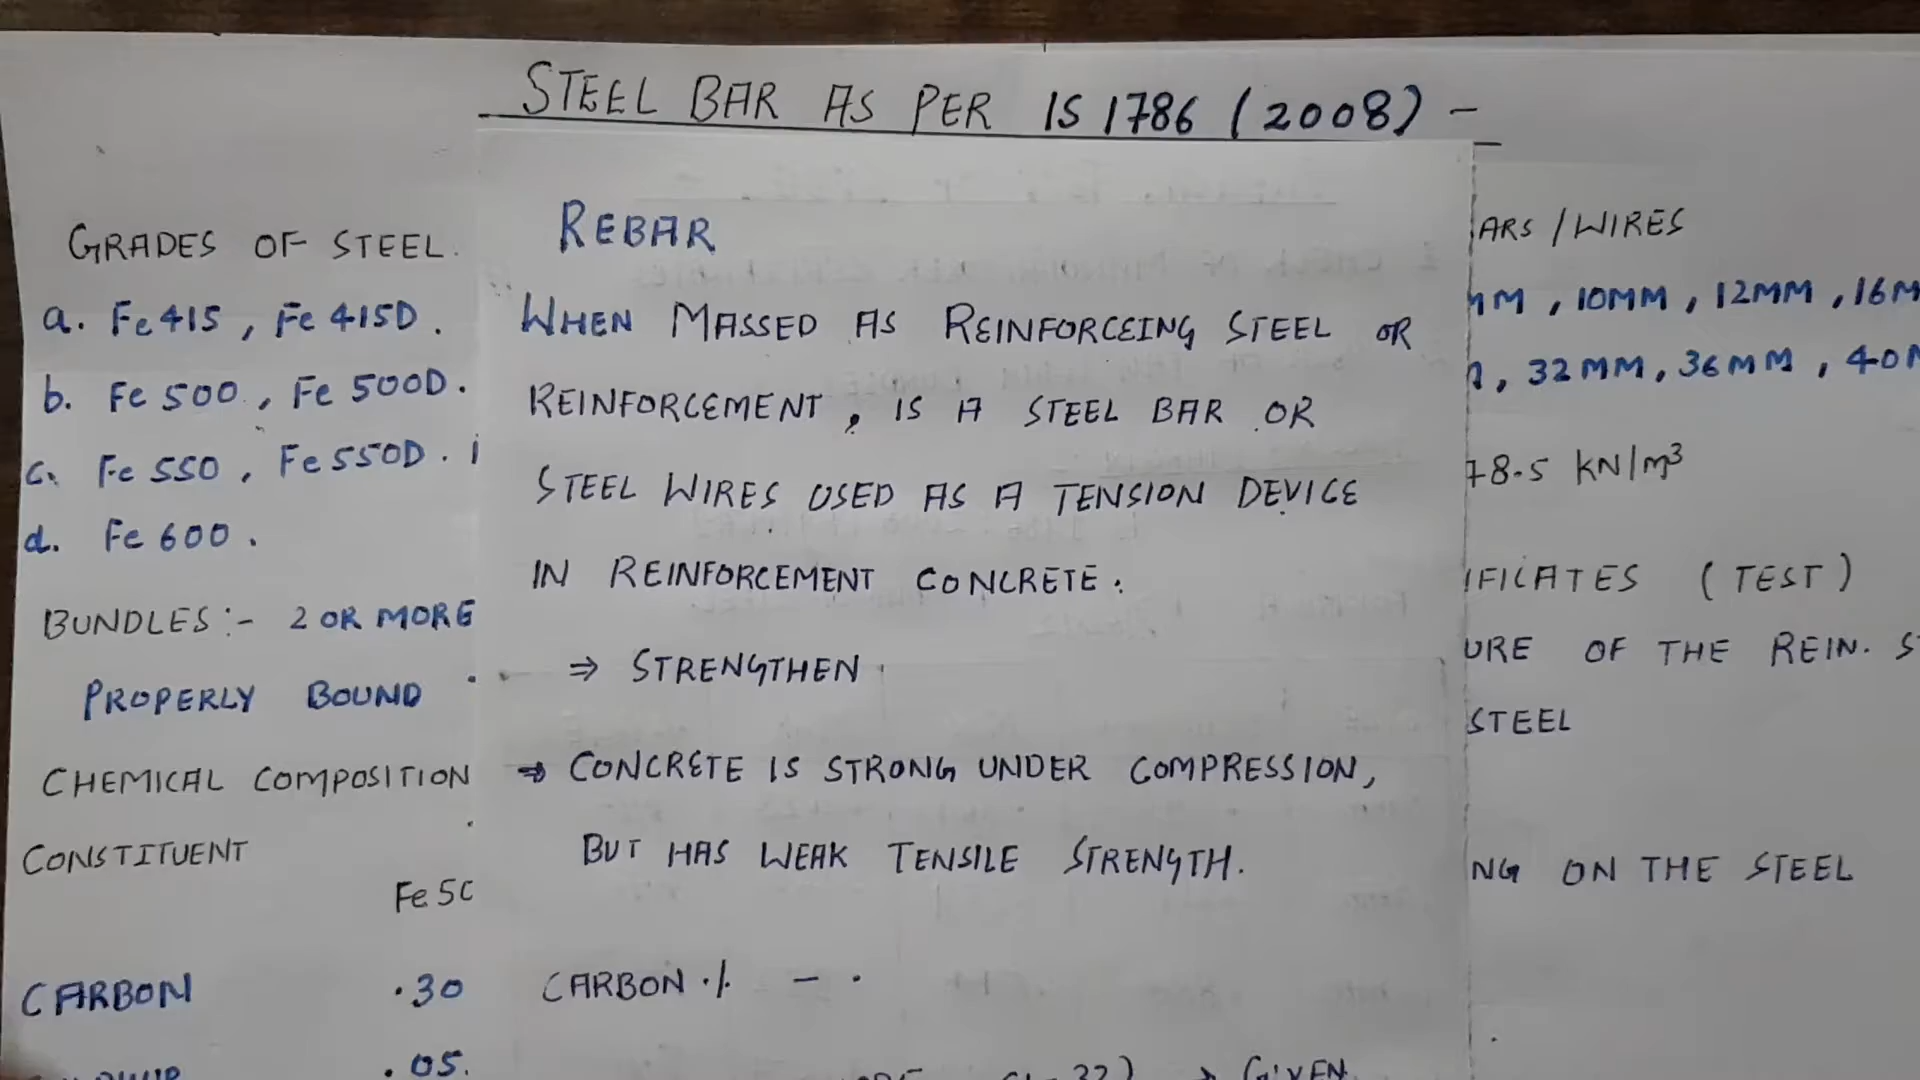 STEEL BAR AS PER IS 1786 (2008) -
GRADES OF STEEL.
a. Fe 415 , Fe 415D .
b. Fe 500 , Fe 500D .
c. Fe 550 , Fe 550D .
d. Fe 600 .
BUNDLES :- 2 OR MORE
PROPERLY BOUND
CHEMICAL COMPOSITION
CONSTITUENT
Fe 50
CARBON .30
.05.
REBAR
WHEN MASSED AS REINFORCEING STEEL OR
REINFORCEMENT , IS A STEEL BAR OR
STEEL WIRES USED AS A TENSION DEVICE
IN REINFORCEMENT CONCRETE .
⇒ STRENGTHEN
⇒ CONCRETE IS STRONG UNDER COMPRESSION,
BUT HAS WEAK TENSILE STRENGTH.
CARBON ./. - .
GIVEN
ARS / WIRES
MM , 10MM , 12MM , 16M
, 32MM , 36MM , 40M
78.5 KN/m³
IFICATES ( TEST )
URE OF THE REIN. S
STEEL
NG ON THE STEEL